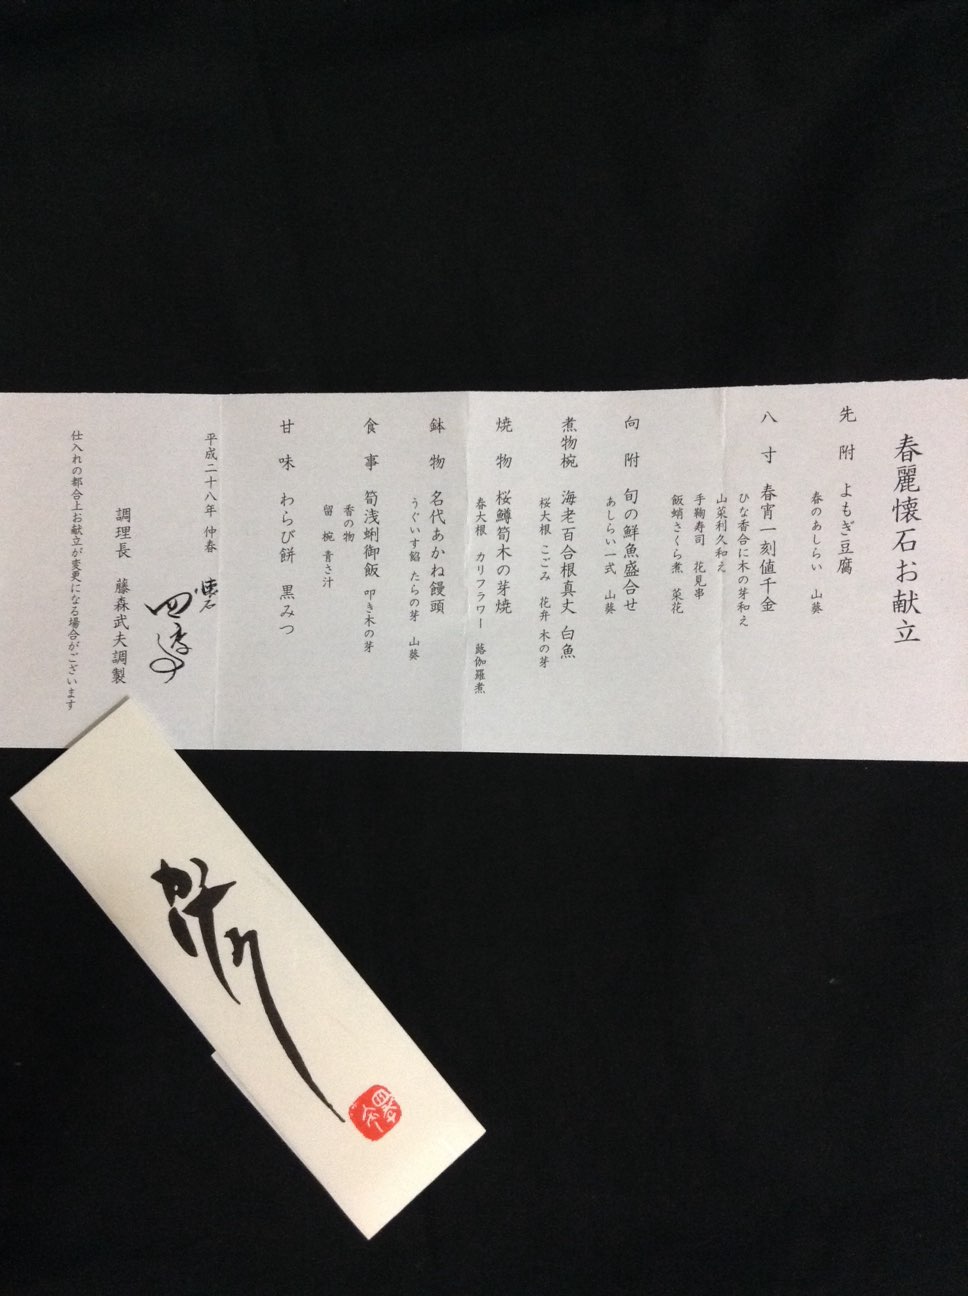 春麗懐石お献立
先附 よもぎ豆腐
春のあしらい 山葵
八寸 春宵一刻値千金
ひな香合に木の芽和え
山菜利久和え
手鞠寿司 花見串
飯蛸さくら煮 菜花
向附 旬の鮮魚盛合せ
あしらい一式 山葵
煮物椀 海老百合根真丈 白魚
桜大根 こごみ 花弁 木の芽
焼物 桜鱒筍木の芽焼
春大根 カリフラワー 蕗伽羅煮
鉢物 名代あかね饅頭
うぐいす餡 たらの芽 山葵
食事 筍浅蜊御飯 叩き木の芽
香の物
留椀 青さ汁
甘味 わらび餅 黒みつ
平成二十八年 仲春
懐石
調理長 藤森武夫調製
仕入れの都合上お献立が変更になる場合がございます